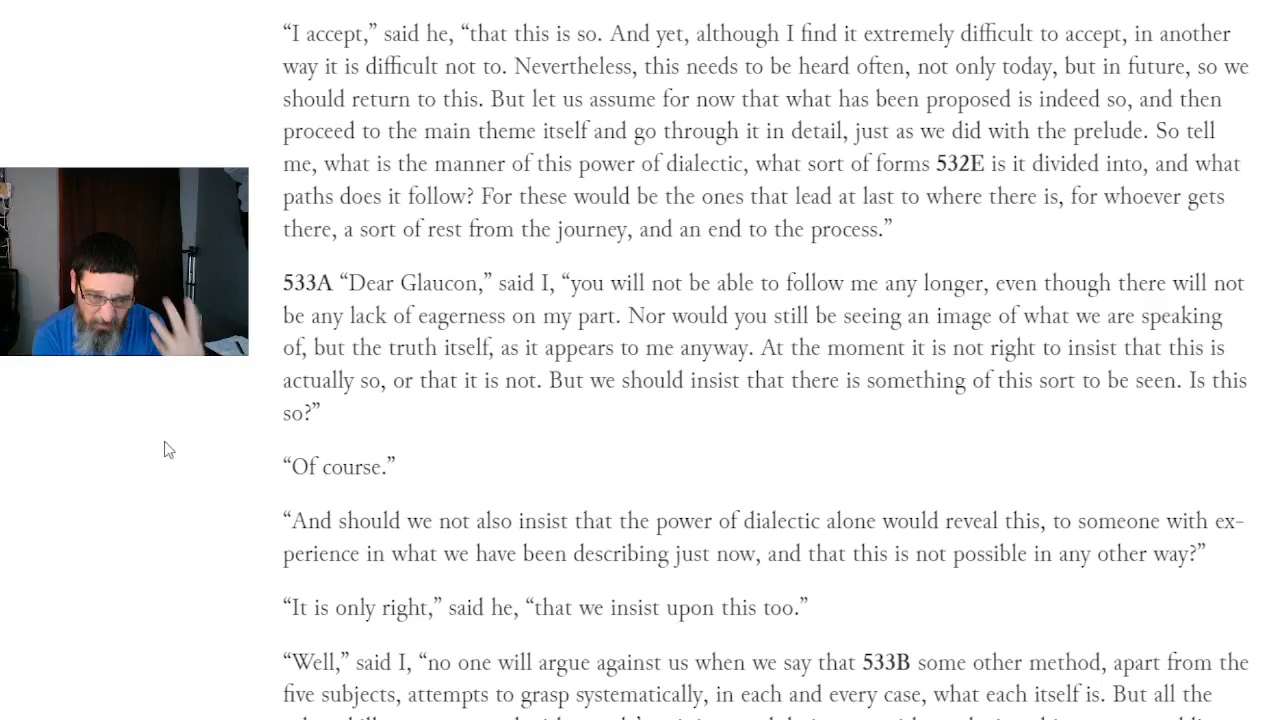 “I accept,” said he, “that this is so. And yet, although I find it extremely difficult to accept, in another
way it is difficult not to. Nevertheless, this needs to be heard often, not only today, but in future, so we
should return to this. But let us assume for now that what has been proposed is indeed so, and then
proceed to the main theme itself and go through it in detail, just as we did with the prelude. So tell
me, what is the manner of this power of dialectic, what sort of forms 532E is it divided into, and what
paths does it follow? For these would be the ones that lead at last to where there is, for whoever gets
there, a sort of rest from the journey, and an end to the process.”
533A “Dear Glaucon,” said I, “you will not be able to follow me any longer, even though there will not
be any lack of eagerness on my part. Nor would you still be seeing an image of what we are speaking
of, but the truth itself, as it appears to me anyway. At the moment it is not right to insist that this is
actually so, or that it is not. But we should insist that there is something of this sort to be seen. Is this
so?”
“Of course.”
“And should we not also insist that the power of dialectic alone would reveal this, to someone with ex-
perience in what we have been describing just now, and that this is not possible in any other way?”
“It is only right,” said he, “that we insist upon this too.”
“Well,” said I, “no one will argue against us when we say that 533B some other method, apart from the
five subjects, attempts to grasp systematically, in each and every case, what each itself is. But all the